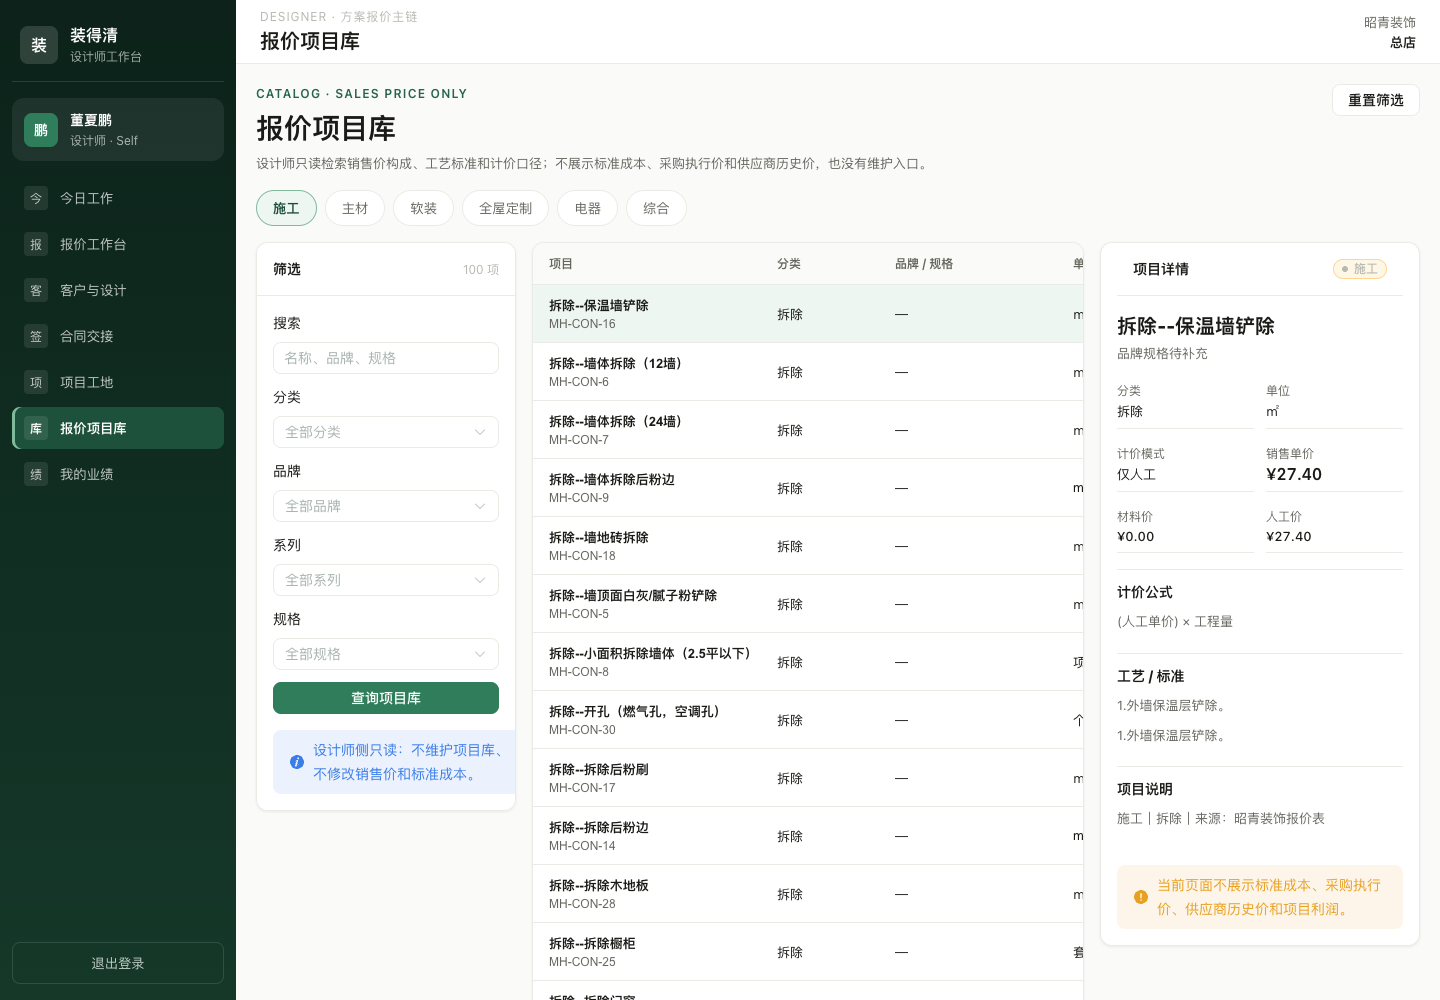 装
装得清
设计师工作台
鹏
董夏鹏
设计师 · Self
今 今日工作
报 报价工作台
客 客户与设计
签 合同交接
项 项目工地
库 报价项目库
绩 我的业绩
退出登录
DESIGNER · 方案报价主链
报价项目库
昭青装饰
总店
CATALOG · SALES PRICE ONLY
报价项目库
设计师只读检索销售价构成、工艺标准和计价口径；不展示标准成本、采购执行价和供应商历史价，也没有维护入口。
重置筛选
施工 主材 软装 全屋定制 电器 综合
筛选 100 项
搜索
名称、品牌、规格
分类
全部分类
品牌
全部品牌
系列
全部系列
规格
全部规格
查询项目库
设计师侧只读：不维护项目库、
不修改销售价和标准成本。
项目 分类 品牌 / 规格 单
拆除--保温墙铲除
MH-CON-16
拆除 — m
拆除--墙体拆除（12墙）
MH-CON-6
拆除 — m
拆除--墙体拆除（24墙）
MH-CON-7
拆除 — m
拆除--墙体拆除后粉边
MH-CON-9
拆除 — m
拆除--墙地砖拆除
MH-CON-18
拆除 — m
拆除--墙顶面白灰/腻子粉铲除
MH-CON-5
拆除 — m
拆除--小面积拆除墙体（2.5平以下）
MH-CON-8
拆除 — 项
拆除--开孔（燃气孔，空调孔）
MH-CON-30
拆除 — 个
拆除--拆除后粉刷
MH-CON-17
拆除 — m
拆除--拆除后粉边
MH-CON-14
拆除 — m
拆除--拆除木地板
MH-CON-28
拆除 — m
拆除--拆除橱柜
MH-CON-25
拆除 — 套
拆除--拆除门窗
项目详情 施工
拆除--保温墙铲除
品牌规格待补充
分类 单位
拆除 ㎡
计价模式 销售单价
仅人工 ¥27.40
材料价 人工价
¥0.00 ¥27.40
计价公式
(人工单价) × 工程量
工艺 / 标准
1.外墙保温层铲除。
1.外墙保温层铲除。
项目说明
施工｜拆除｜来源：昭青装饰报价表
当前页面不展示标准成本、采购执行
价、供应商历史价和项目利润。